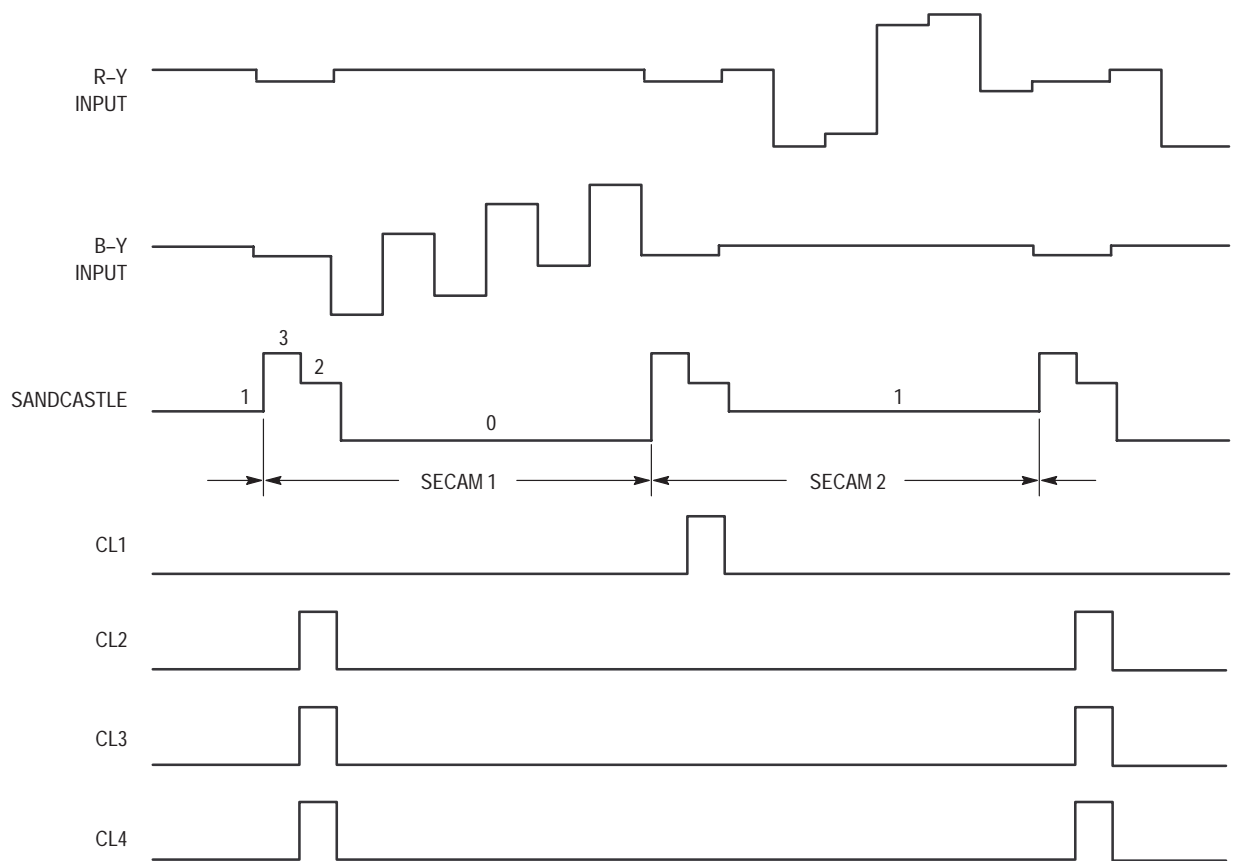 R–Y
INPUT
B–Y
INPUT
3
2
SANDCASTLE
1
0
1
SECAM 1
SECAM 2
CL1
CL2
CL3
CL4